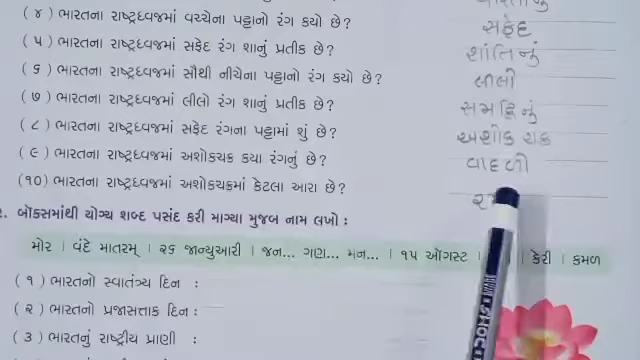 (૪) ભારતના રાષ્ટ્રધ્વજમાં વચ્ચેના પટ્ટાનો રંગ કયો છે? સફેદ
(૫) ભારતના રાષ્ટ્રધ્વજમાં સફેદ રંગ શાનું પ્રતીક છે? શાંતિનું
(૬) ભારતના રાષ્ટ્રધ્વજમાં સૌથી નીચેના પટ્ટાનો રંગ કયો છે? લીલી
(૭) ભારતના રાષ્ટ્રધ્વજમાં લીલો રંગ શાનું પ્રતીક છે?
(૮) ભારતના રાષ્ટ્રધ્વજમાં સફેદ રંગના પટ્ટામાં શું છે? અશોક ચક્ર
(૯) ભારતના રાષ્ટ્રધ્વજમાં અશોકચક્ર કયા રંગનું છે? વાદળી
(૧૦) ભારતના રાષ્ટ્રધ્વજમાં અશોકચક્રમાં કેટલા આરા છે?
૨. બૉક્સમાંથી યોગ્ય શબ્દ પસંદ કરી માગ્યા મુજબ નામ લખો :
મોર | વંદે માતરમ્ | ૨૬ જાન્યુઆરી | જન... ગણ... મન... | ૧૫ ઑગસ્ટ | કેરી | કમળ
(૧) ભારતનો સ્વાતંત્ર્ય દિન :
(૨) ભારતનો પ્રજાસત્તાક દિન :
(૩) ભારતનું રાષ્ટ્રીય પ્રાણી :